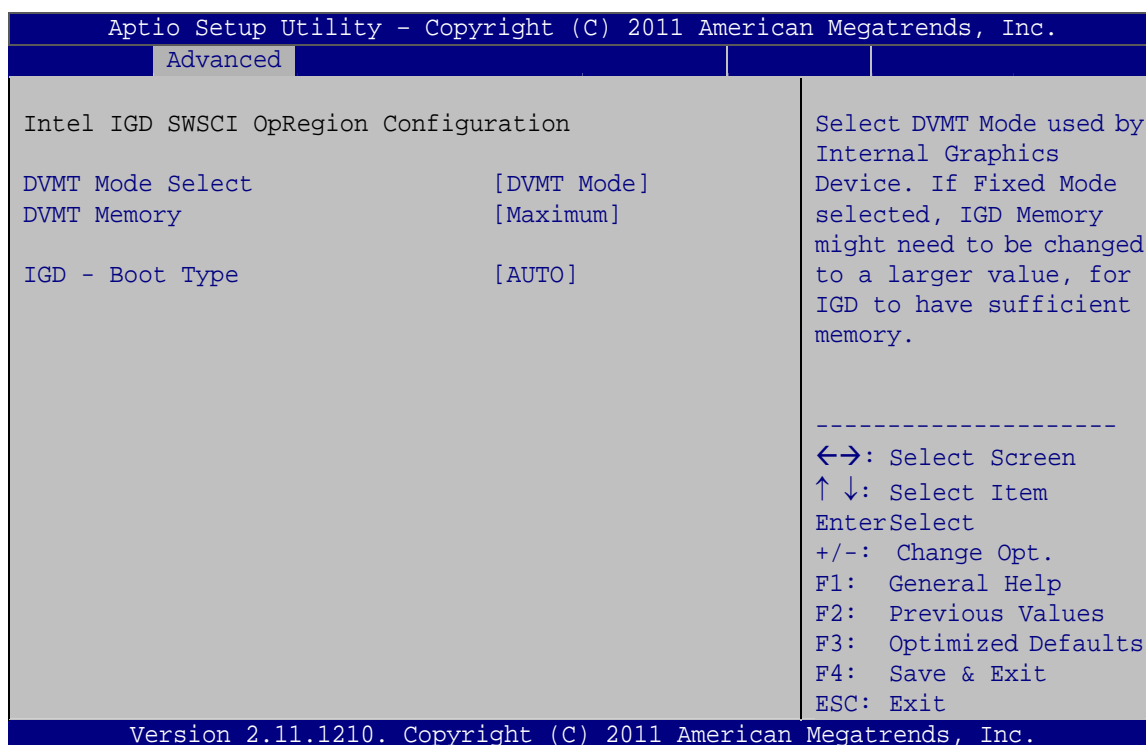 Aptio Setup Utility – Copyright (C) 2011 American Megatrends, Inc.
Advanced
Intel IGD SWSCI OpRegion Configuration
DVMT Mode Select [DVMT Mode]
DVMT Memory [Maximum]
IGD - Boot Type [AUTO]
Select DVMT Mode used by
Internal Graphics
Device. If Fixed Mode
selected, IGD Memory
might need to be changed
to a larger value, for
IGD to have sufficient
memory.
---------------------
←→: Select Screen
↑ ↓: Select Item
EnterSelect
+/-: Change Opt.
F1: General Help
F2: Previous Values
F3: Optimized Defaults
F4: Save & Exit
ESC: Exit
Version 2.11.1210. Copyright (C) 2011 American Megatrends, Inc.